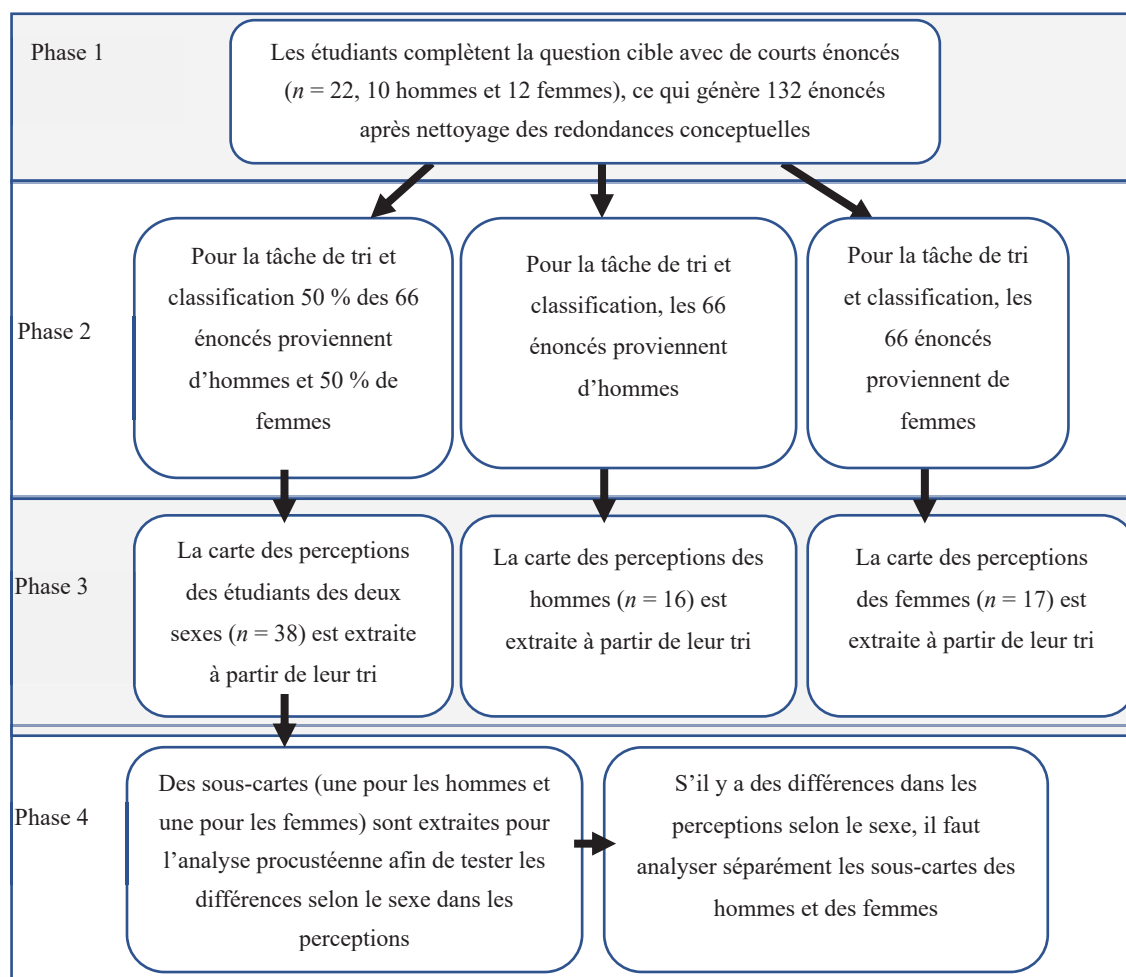 Phase 1
Les étudiants complètent la question cible avec de courts énoncés
(n = 22, 10 hommes et 12 femmes), ce qui génère 132 énoncés
après nettoyage des redondances conceptuelles
Phase 2
Pour la tâche de tri et
classification 50 % des 66
énoncés proviennent
d’hommes et 50 % de
femmes
Pour la tâche de tri et
classification, les 66
énoncés proviennent
d’hommes
Pour la tâche de tri
et classification, les
66 énoncés
proviennent de
femmes
Phase 3
La carte des perceptions
des étudiants des deux
sexes (n = 38) est extraite
à partir de leur tri
La carte des perceptions des
hommes (n = 16) est
extraite à partir de leur tri
La carte des perceptions
des femmes (n = 17) est
extraite à partir de leur tri
Phase 4
Des sous-cartes (une pour les hommes et
une pour les femmes) sont extraites pour
l’analyse procustéenne afin de tester les
différences selon le sexe dans les
perceptions
S’il y a des différences dans les
perceptions selon le sexe, il faut
analyser séparément les sous-cartes des
hommes et des femmes